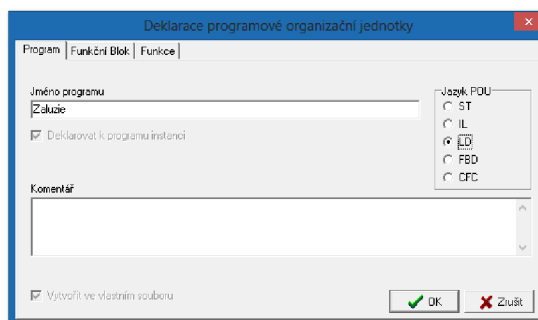 Deklarace programové organizační jednotky
Program Funkční Blok Funkce
Jméno programu
Zaluzie
Deklarovat k programu instanci
Jazyk POU
ST
IL
LD
FBD
CFC
Komentář
Vytvořit ve vlastním souboru
OK Zrušit